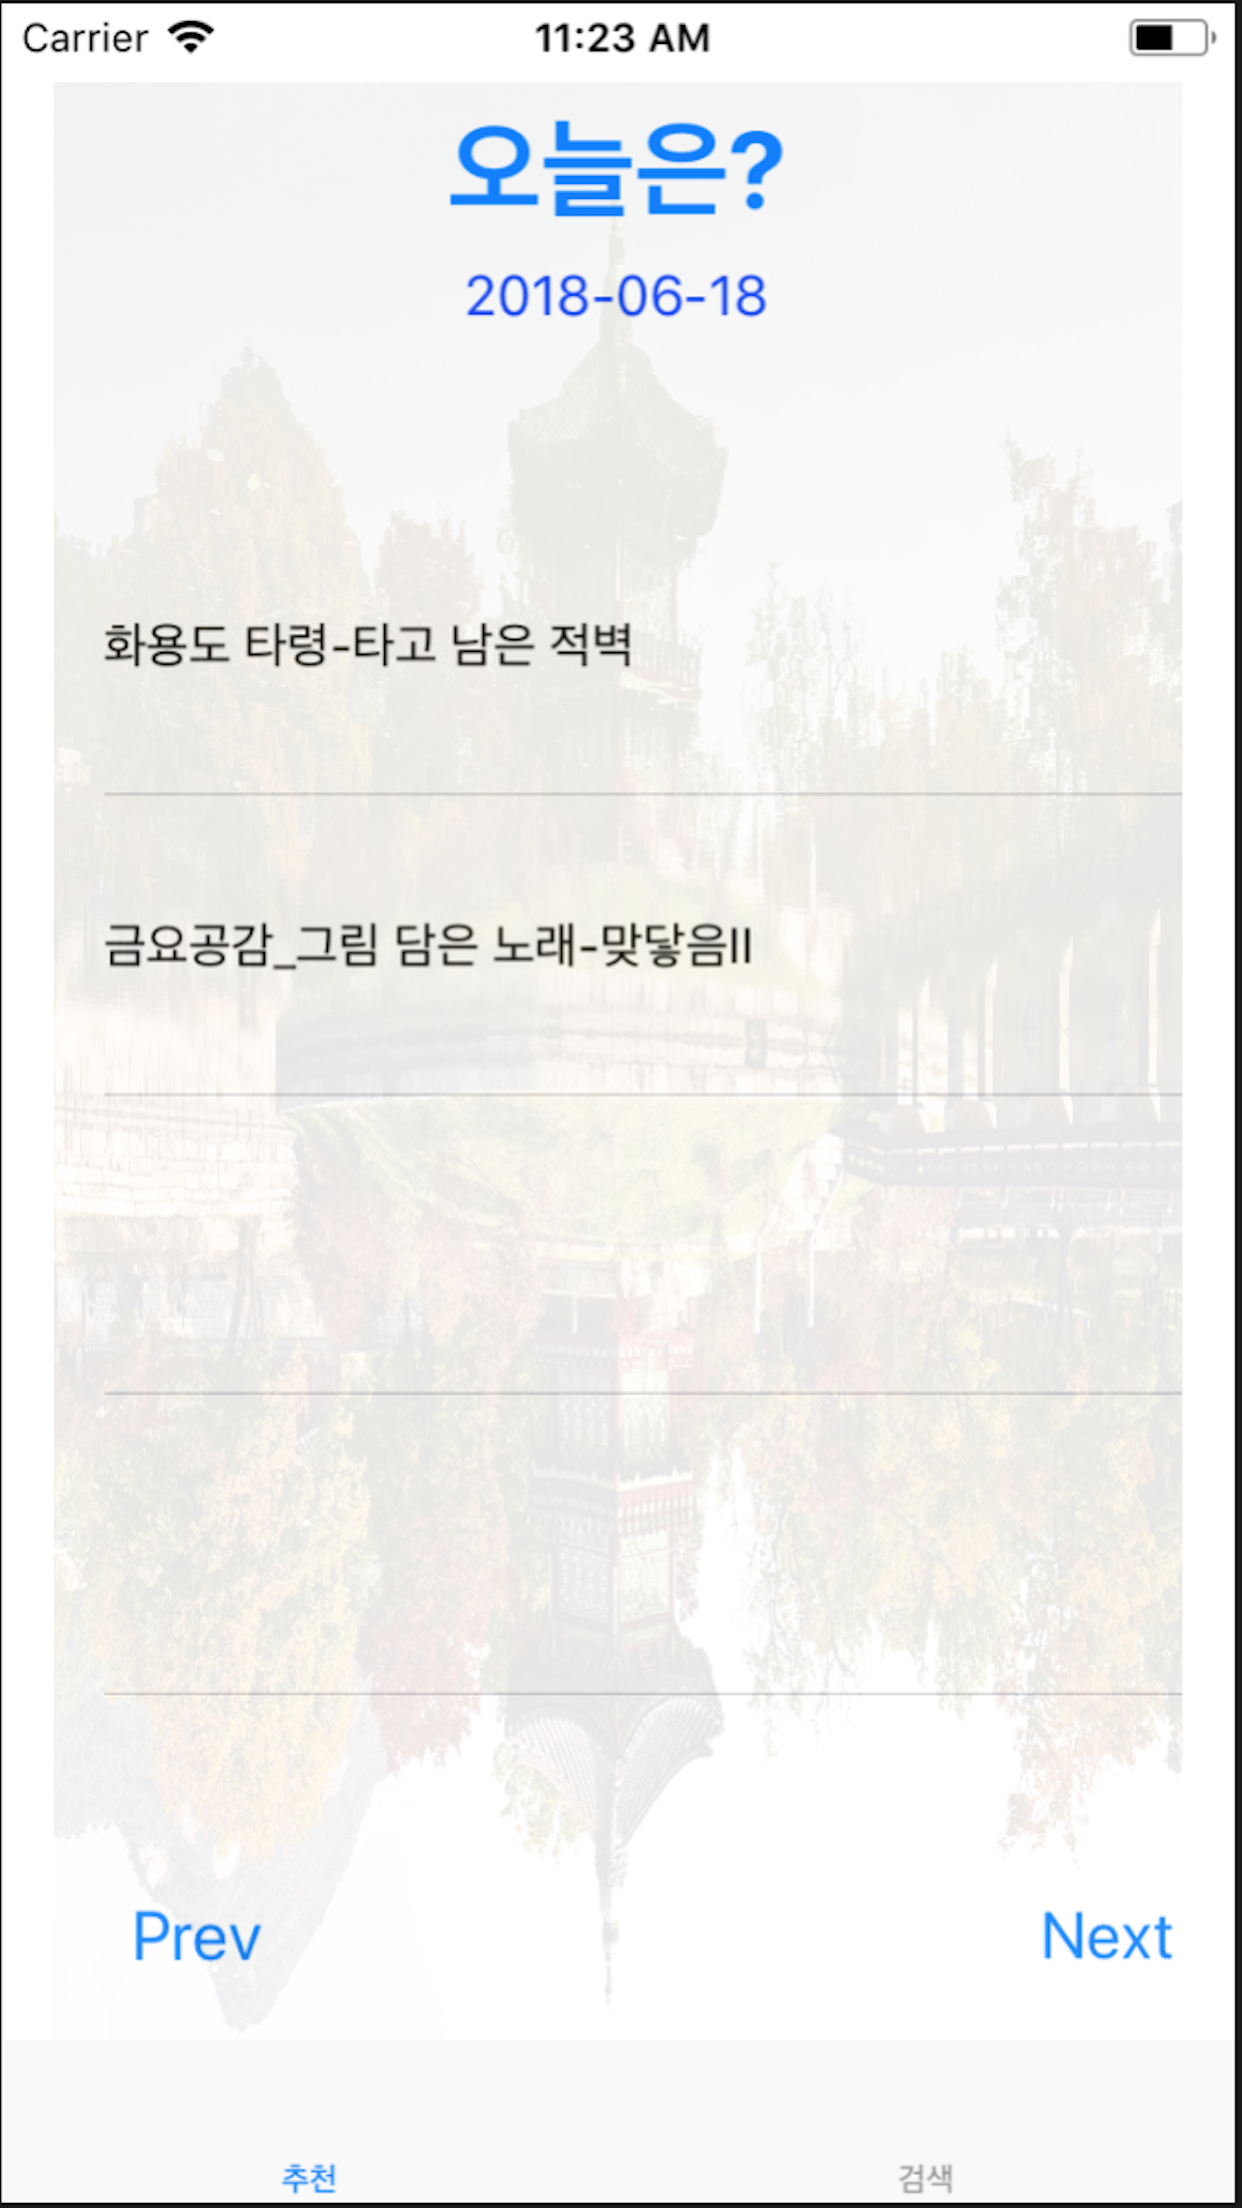 Carrier
11:23 AM
오늘은?
2018-06-18
화용도 타령-타고 남은 적벽
금요공감_그림 담은 노래-맞닿음II
Prev
Next
추천
검색